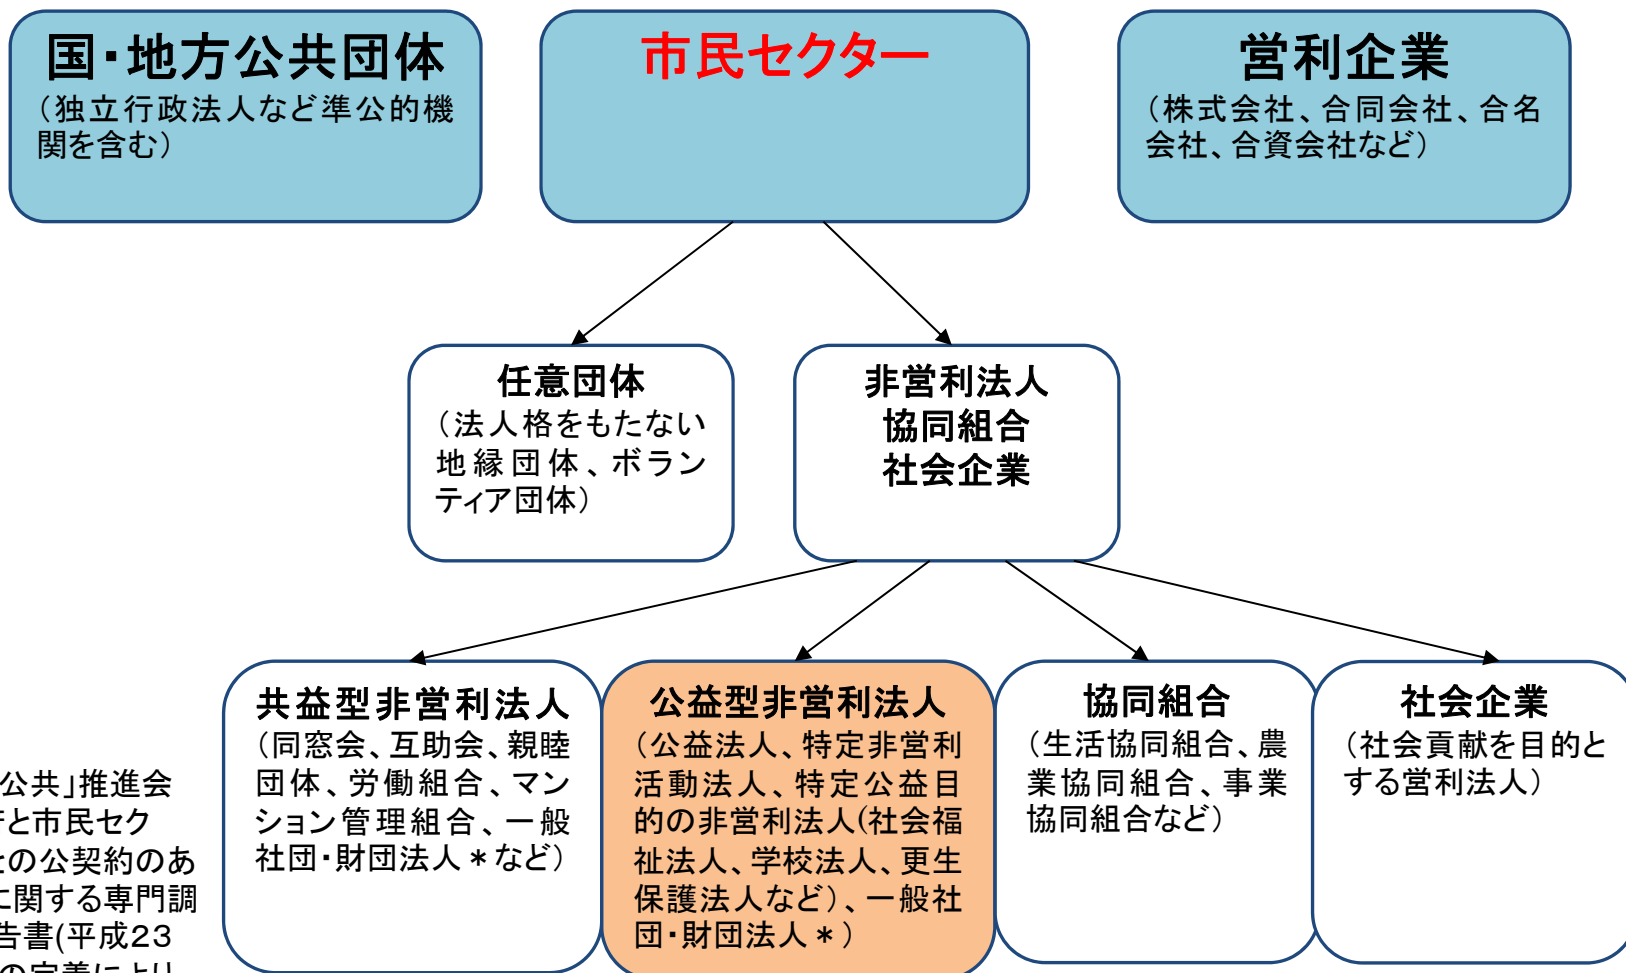 国・地方公共団体
（独立行政法人など準公的機
関を含む）
市民セクター
営利企業
（株式会社、合同会社、合名
会社、合資会社など）
任意団体
（法人格をもたない
地縁団体、ボラン
ティア団体）
非営利法人
協同組合
社会企業
共益型非営利法人
（同窓会、互助会、親睦
団体、労働組合、マン
ション管理組合、一般
社団・財団法人＊など）
公益型非営利法人
（公益法人、特定非営利
活動法人、特定公益目
的の非営利法人(社会福
祉法人、学校法人、更生
保護法人など）、一般社
団・財団法人＊）
協同組合
（生活協同組合、農
業協同組合、事業
協同組合など）
社会企業
（社会貢献を目的と
する営利法人）
公共」推進会
と市民セク
の公契約のあ
に関する専門調
告書(平成２３
の定義により